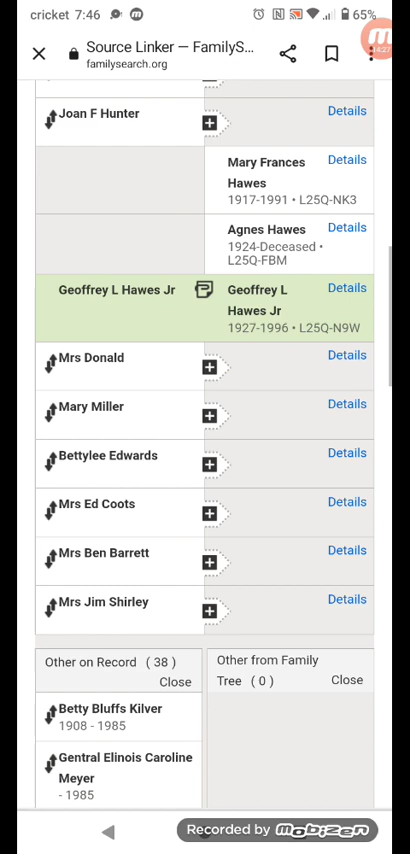 cricket 7:46 65%
Source Linker — FamilyS...
familysearch.org
14:27
Joan F Hunter Details
Mary Frances Hawes Details
1917-1991 • L25Q-NK3
Agnes Hawes Details
1924-Deceased •
L25Q-FBM
Geoffrey L Hawes Jr Geoffrey L Details
Hawes Jr
1927-1996 • L25Q-N9W
Mrs Donald Details
Mary Miller Details
Bettylee Edwards Details
Mrs Ed Coots Details
Mrs Ben Barrett Details
Mrs Jim Shirley Details
Other on Record ( 38 )
Close
Other from Family
Tree ( 0 ) Close
Betty Bluffs Kilver
1908 - 1985
Gentral Elinois Caroline
Meyer
- 1985
Recorded by mobizen